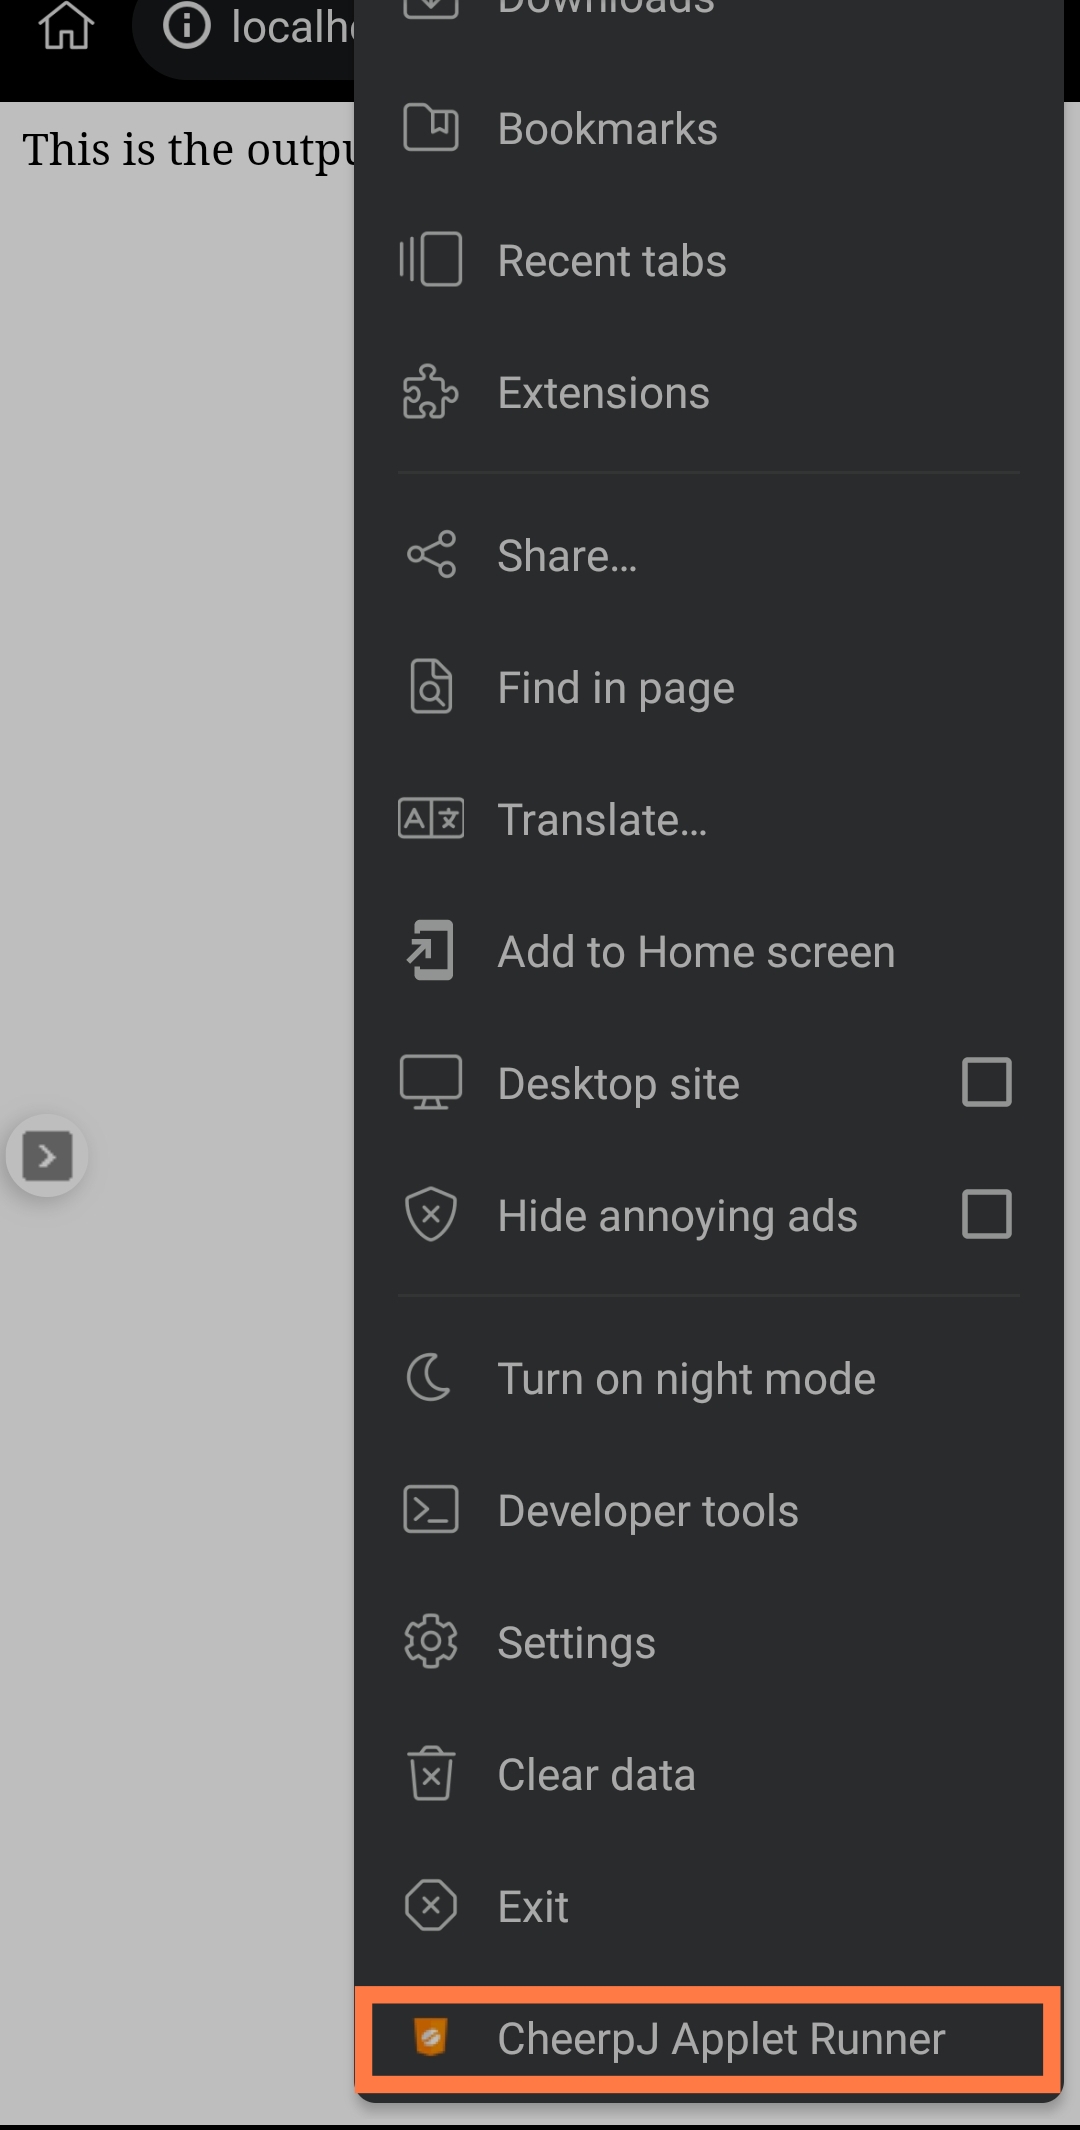 localh
Downloads
This is the outpu
Bookmarks
Recent tabs
Extensions
Share...
Find in page
Translate...
Add to Home screen
Desktop site
Hide annoying ads
Turn on night mode
Developer tools
Settings
Clear data
Exit
CheerpJ Applet Runner